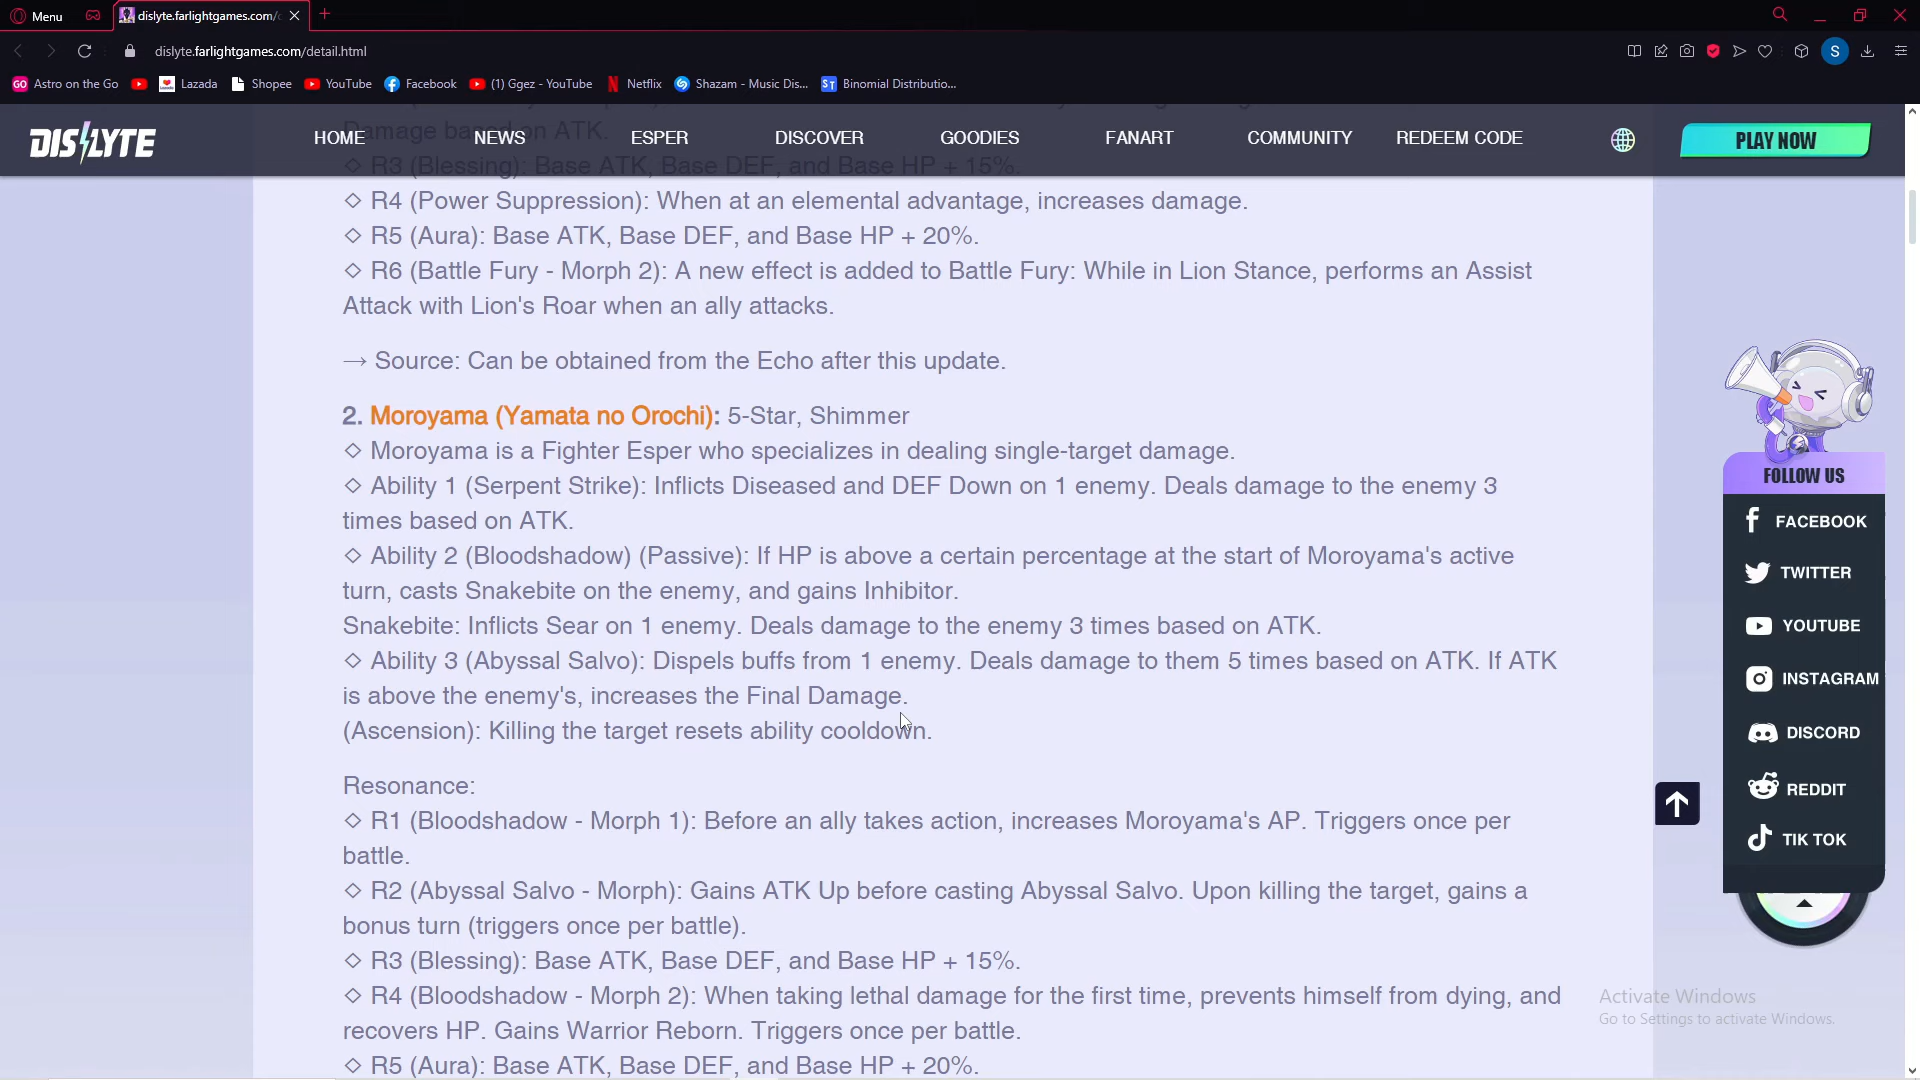 Menu
dislyte.farlightgames.com/
dislyte.farlightgames.com/detail.html
GO Astro on the Go Lazada Shopee YouTube Facebook (1) Ggez - YouTube Netflix Shazam - Music Dis... ST Binomial Distributio...
S
DISLYTE HOME NEWS ESPER DISCOVER GOODIES FANART COMMUNITY REDEEM CODE PLAY NOW
Damage based on ATK.
◇ R3 (Blessing): Base ATK, Base DEF, and Base HP + 15%.
◇ R4 (Power Suppression): When at an elemental advantage, increases damage.
◇ R5 (Aura): Base ATK, Base DEF, and Base HP + 20%.
◇ R6 (Battle Fury - Morph 2): A new effect is added to Battle Fury: While in Lion Stance, performs an Assist
Attack with Lion's Roar when an ally attacks.
→ Source: Can be obtained from the Echo after this update.
2. Moroyama (Yamata no Orochi): 5-Star, Shimmer
◇ Moroyama is a Fighter Esper who specializes in dealing single-target damage.
◇ Ability 1 (Serpent Strike): Inflicts Diseased and DEF Down on 1 enemy. Deals damage to the enemy 3
times based on ATK.
◇ Ability 2 (Bloodshadow) (Passive): If HP is above a certain percentage at the start of Moroyama's active
turn, casts Snakebite on the enemy, and gains Inhibitor.
Snakebite: Inflicts Sear on 1 enemy. Deals damage to the enemy 3 times based on ATK.
◇ Ability 3 (Abyssal Salvo): Dispels buffs from 1 enemy. Deals damage to them 5 times based on ATK. If ATK
is above the enemy's, increases the Final Damage.
(Ascension): Killing the target resets ability cooldown.
Resonance:
◇ R1 (Bloodshadow - Morph 1): Before an ally takes action, increases Moroyama's AP. Triggers once per
battle.
◇ R2 (Abyssal Salvo - Morph): Gains ATK Up before casting Abyssal Salvo. Upon killing the target, gains a
bonus turn (triggers once per battle).
◇ R3 (Blessing): Base ATK, Base DEF, and Base HP + 15%.
◇ R4 (Bloodshadow - Morph 2): When taking lethal damage for the first time, prevents himself from dying, and
recovers HP. Gains Warrior Reborn. Triggers once per battle.
◇ R5 (Aura): Base ATK, Base DEF, and Base HP + 20%.
FOLLOW US
FACEBOOK
TWITTER
YOUTUBE
INSTAGRAM
DISCORD
REDDIT
TIK TOK
Activate Windows
Go to Settings to activate Windows.